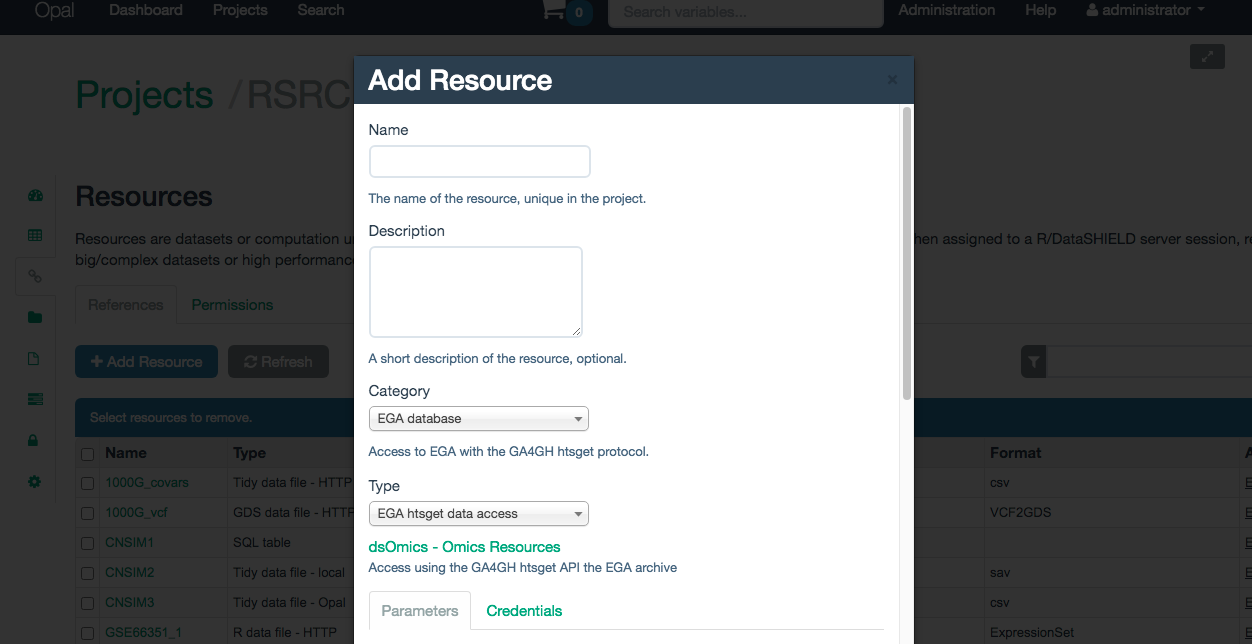 Opal Dashboard Projects Search 0 Search variables... Administration Help administrator
Add Resource ×
Projects /RSRC
Name
The name of the resource, unique in the project.
Resources
Description
Resources are datasets or computation hen assigned to a R/DataSHIELD server session,
big/complex datasets or high performanc
References Permissions
A short description of the resource, optional.
Add Resource Refresh
Category
EGA database
Select resources to remove.
Access to EGA with the GA4GH htsget protocol.
Name Type Format
Type
1000G_covars Tidy data file - HTTP csv
EGA htsget data access
1000G_vcf GDS data file - HTTP VCF2GDS
CNSIM1 SQL table
dsOmics - Omics Resources
Access using the GA4GH htsget API the EGA archive
CNSIM2 Tidy data file - local sav
CNSIM3 Tidy data file - Opal csv
Parameters Credentials
GSE66351_1 R data file - HTTP ExpressionSet